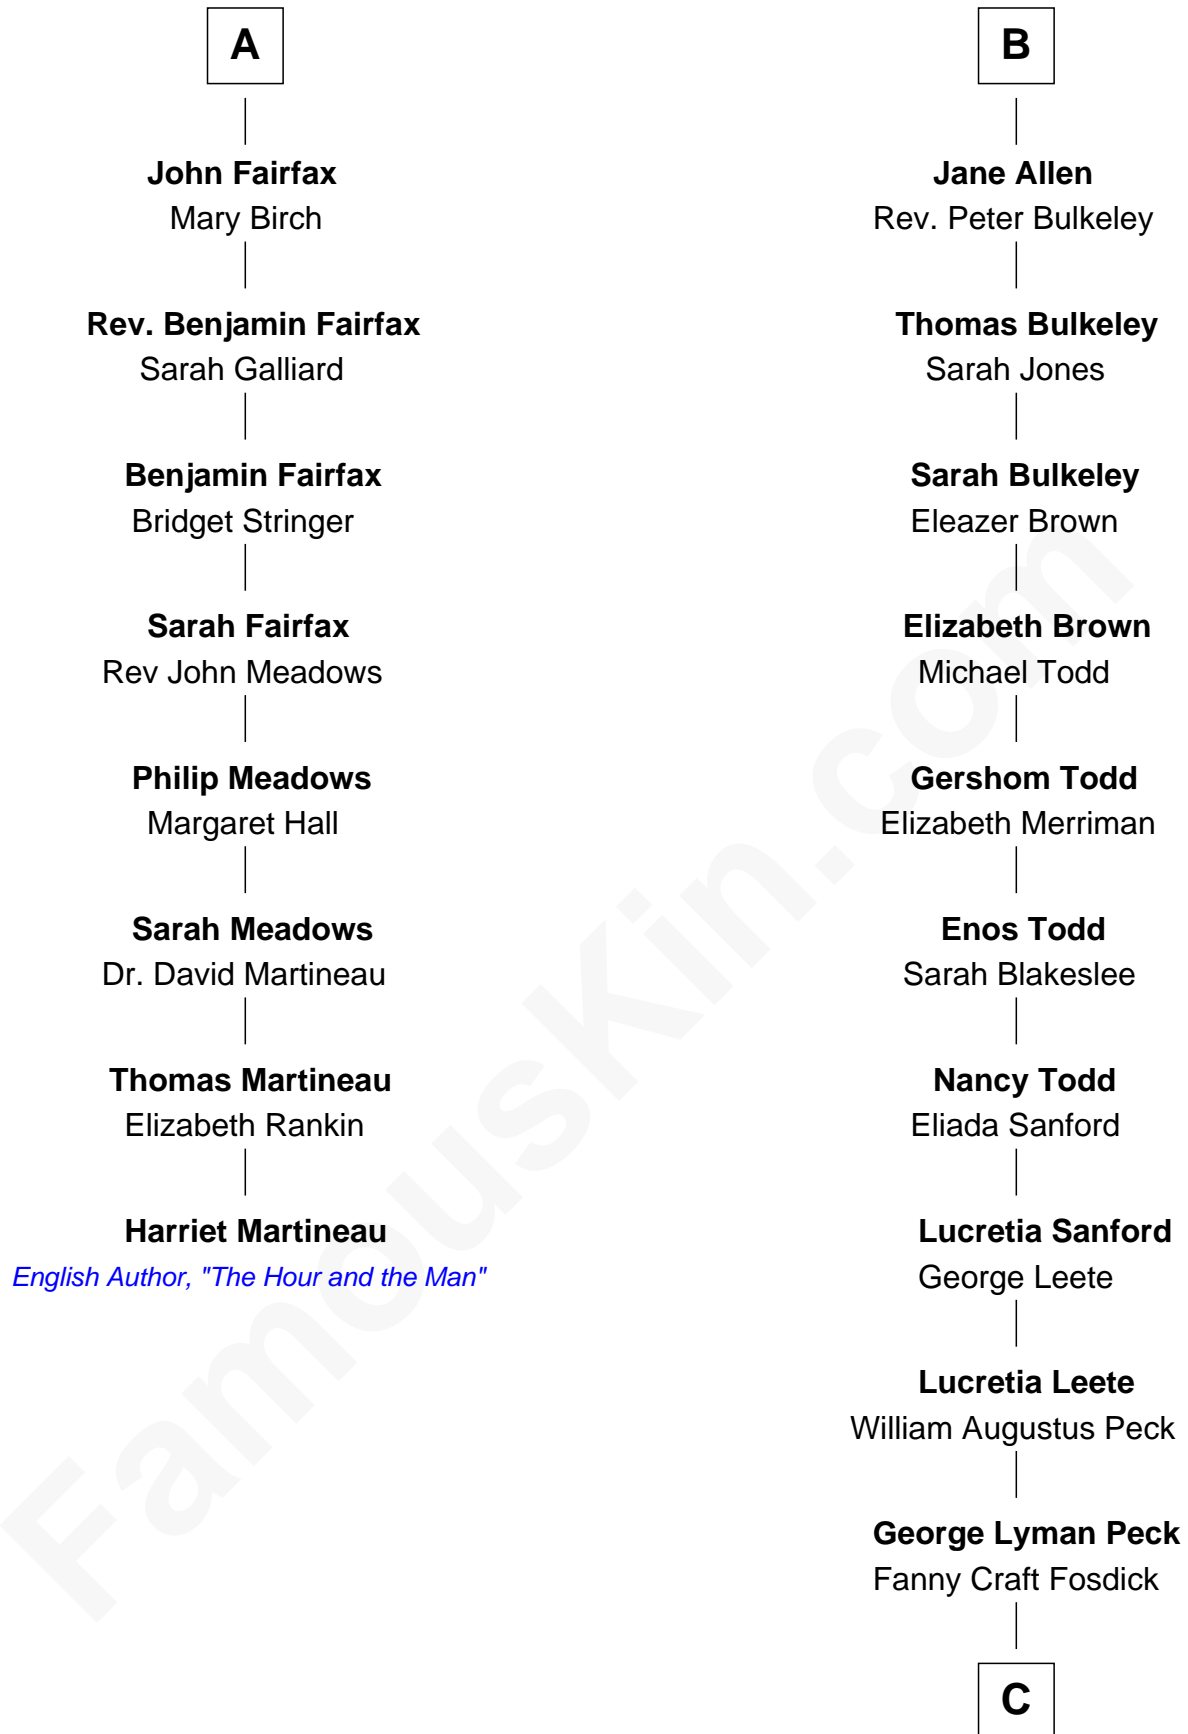 A
John Fairfax
Mary Birch
Rev. Benjamin Fairfax
Sarah Galliard
Benjamin Fairfax
Bridget Stringer
Sarah Fairfax
Rev John Meadows
Philip Meadows
Margaret Hall
Sarah Meadows
Dr. David Martineau
Thomas Martineau
Elizabeth Rankin
Harriet Martineau
English Author, "The Hour and the Man"
B
Jane Allen
Rev. Peter Bulkeley
Thomas Bulkeley
Sarah Jones
Sarah Bulkeley
Eleazer Brown
Elizabeth Brown
Michael Todd
Gershom Todd
Elizabeth Merriman
Enos Todd
Sarah Blakeslee
Nancy Todd
Eliada Sanford
Lucretia Sanford
George Leete
Lucretia Leete
William Augustus Peck
George Lyman Peck
Fanny Craft Fosdick
C
FamousKin.com